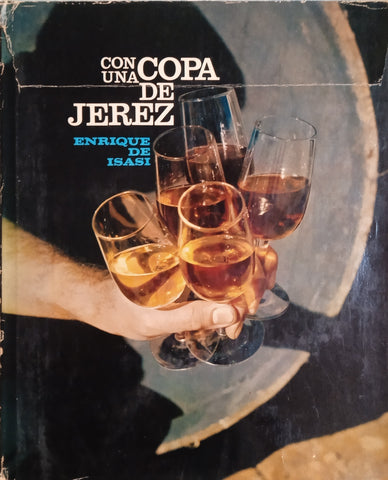 CON UNA COPA
DE
JEREZ
ENRIQUE
DE
ISASI